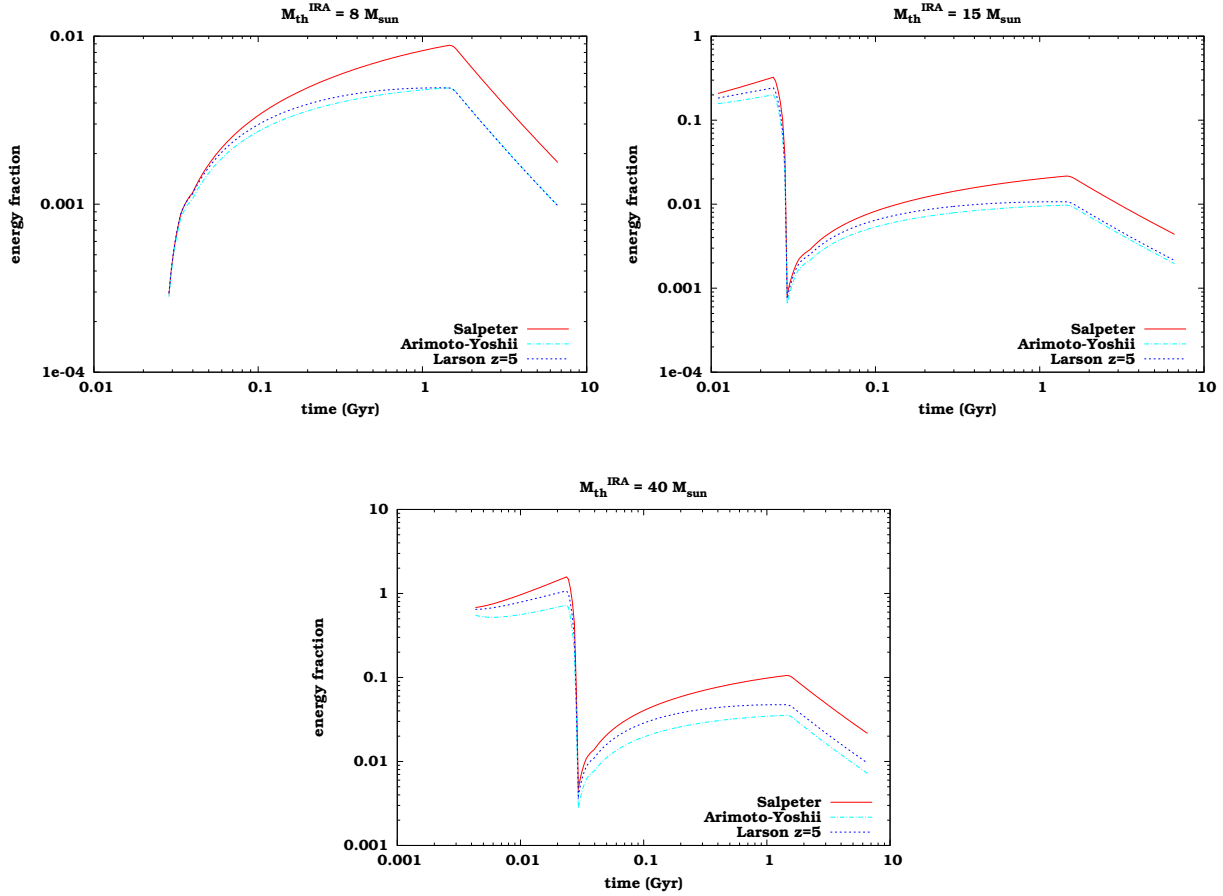 M_th^IRA = 8 M_sun
0.01
0.001
1e-04
energy fraction
0.01
0.1
1
10
time (Gyr)
Salpeter
Arimoto-Yoshii
Larson z=5
M_th^IRA = 15 M_sun
1
0.1
0.01
0.001
1e-04
energy fraction
0.01
0.1
1
10
time (Gyr)
Salpeter
Arimoto-Yoshii
Larson z=5
M_th^IRA = 40 M_sun
10
1
0.1
0.01
0.001
energy fraction
0.001
0.01
0.1
1
10
time (Gyr)
Salpeter
Arimoto-Yoshii
Larson z=5